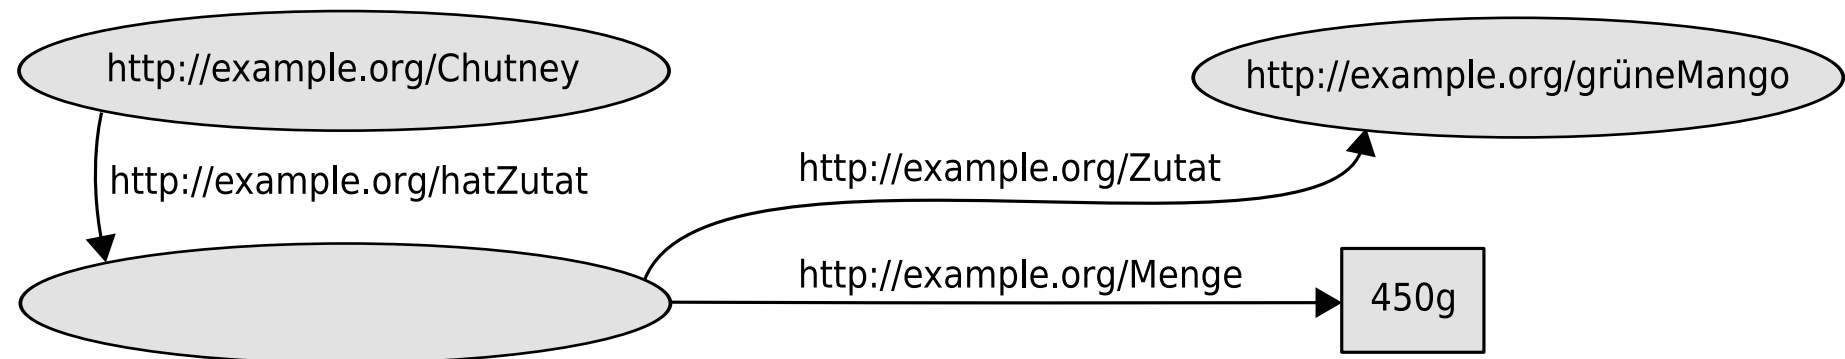 http://example.org/Chutney
http://example.org/grüneMango
http://example.org/hatZutat
http://example.org/Zutat
http://example.org/Menge
450g